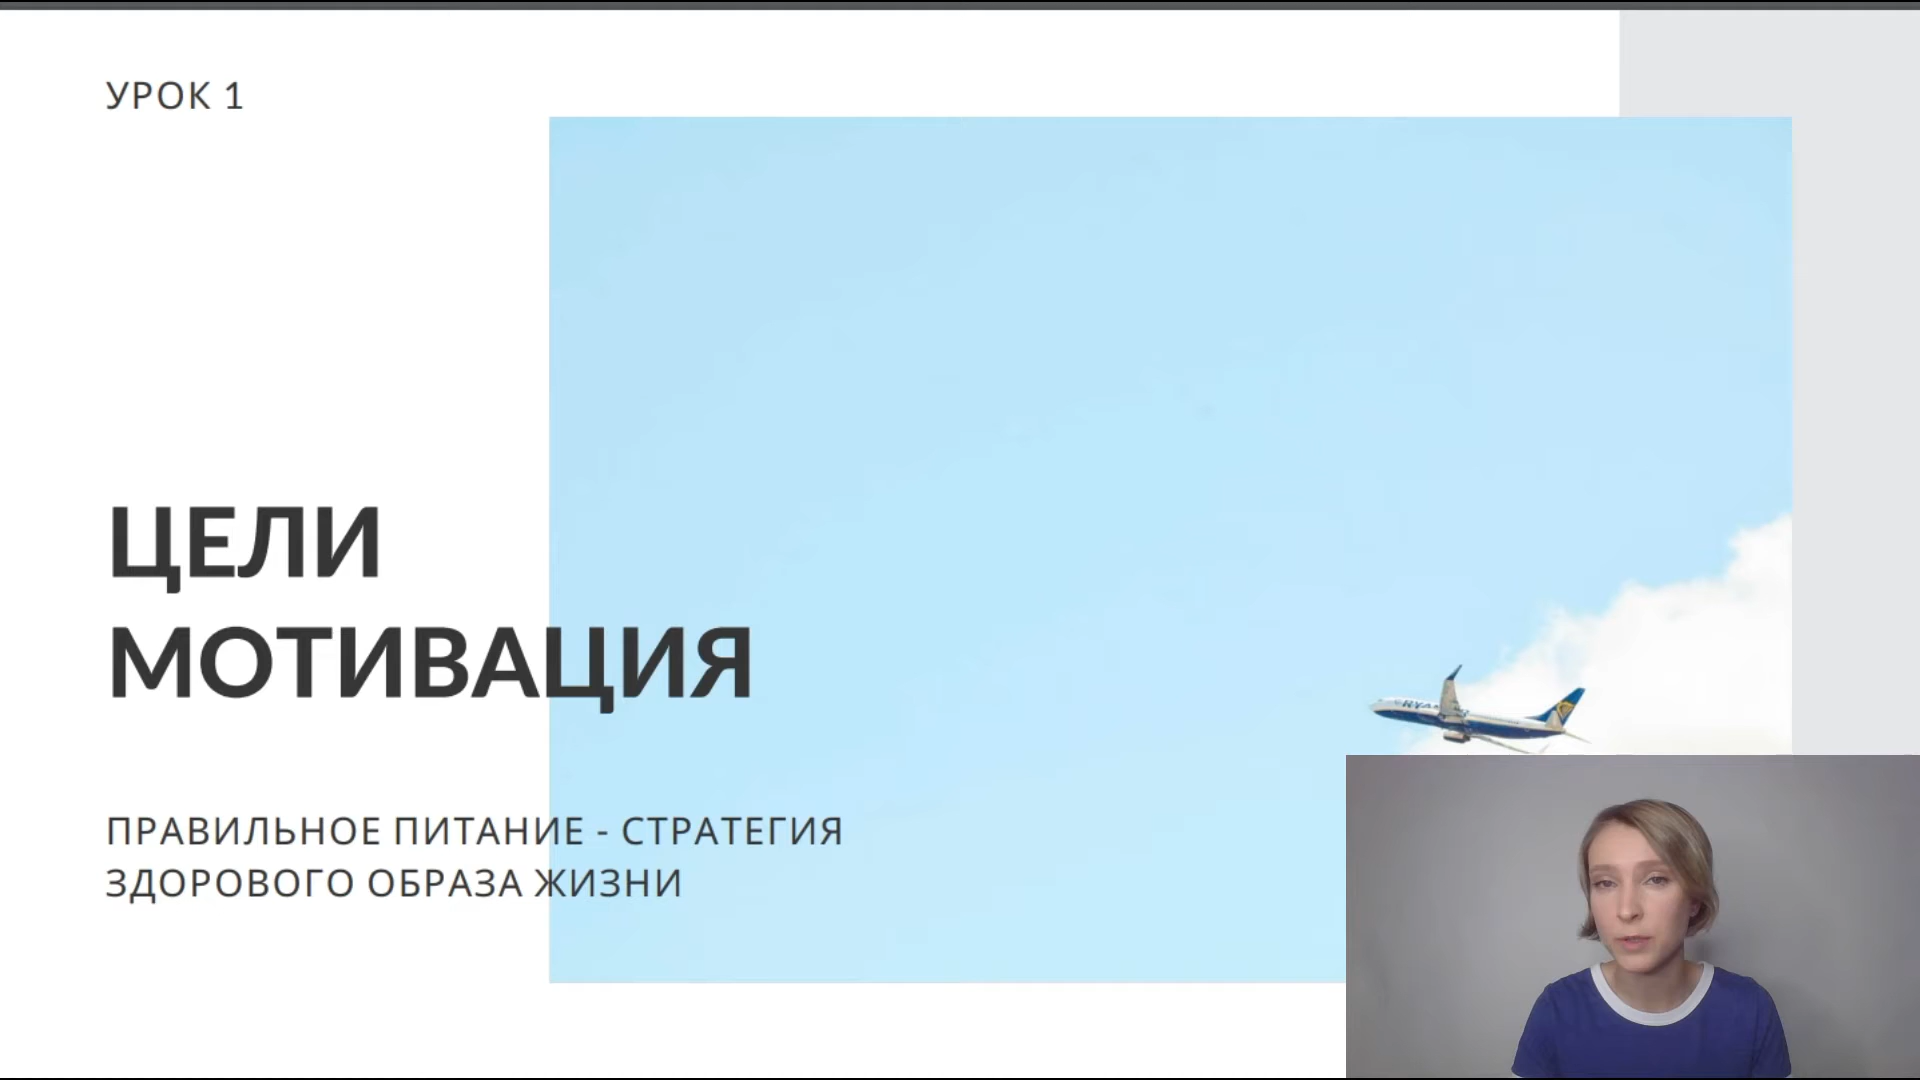 УРОК 1
ЦЕЛИ
МОТИВАЦИЯ
ПРАВИЛЬНОЕ ПИТАНИЕ - СТРАТЕГИЯ
ЗДОРОВОГО ОБРАЗА ЖИЗНИ